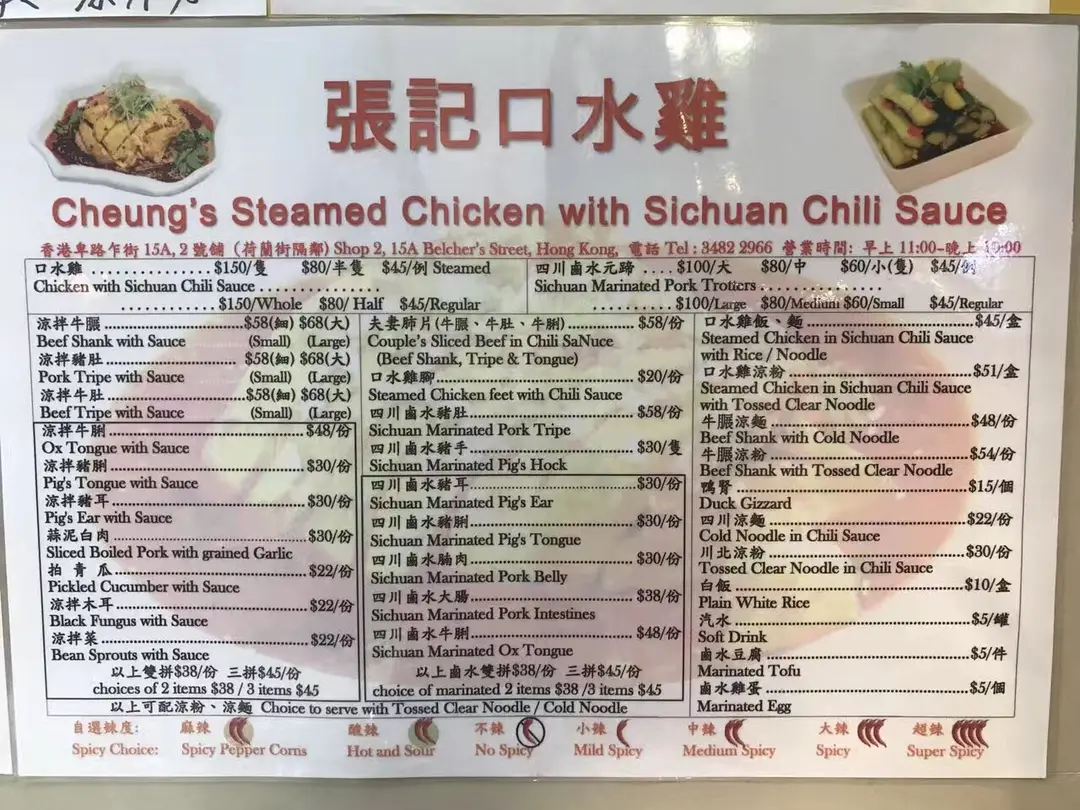 張記口水雞
Cheung's Steamed Chicken with Sichuan Chili Sauce
香港卑路乍街 15A, 2 號舖 (荷蘭街隔鄰) Shop 2, 15A Belcher's Street, Hong Kong, 電話 Tel : 3482 2966 營業時間: 早上 11:00-晚上 10:00
口水雞 . . . . . . . . . . . . . . . $150/隻 $80/半隻 $45/例 Steamed
Chicken with Sichuan Chili Sauce . . . . . . . . . . . . . . .
. . . . . . . . . . . . $150/Whole $80/ Half $45/Regular
四川鹵水元蹄 . . . . $100/大 $80/中 $60/小(隻) $45/例
Sichuan Marinated Pork Trotters . . . . . . . . . . . . . . .
. . . . . . . . . . $100/Large $80/Medium $60/Small $45/Regular
涼拌牛𦟌 ........................ $58(細) $68(大)
Beef Shank with Sauce (Small) (Large)
涼拌豬肚 ........................ $58(細) $68(大)
Pork Tripe with Sauce (Small) (Large)
涼拌牛肚 ........................ $58(細) $68(大)
Beef Tripe with Sauce (Small) (Large)
涼拌牛脷 ........................ $48/份
Ox Tongue with Sauce
涼拌豬脷 ........................ $30/份
Pig's Tongue with Sauce
涼拌豬耳 ........................ $30/份
Pig's Ear with Sauce
蒜泥白肉 ........................ $30/份
Sliced Boiled Pork with grained Garlic
拍 青 瓜 ........................ $22/份
Pickled Cucumber with Sauce
涼拌木耳 ........................ $22/份
Black Fungus with Sauce
涼拌菜 ........................ $22/份
Bean Sprouts with Sauce
以上雙拼$38/份 三拼$45/份
choices of 2 items $38 / 3 items $45
夫妻肺片(牛𦟌、牛肚、牛脷) ................ $58/份
Couple's Sliced Beef in Chili SaNuce
(Beef Shank, Tripe & Tongue)
口水雞腳 ........................ $20/份
Steamed Chicken feet with Chili Sauce
四川鹵水豬肚 ........................ $58/份
Sichuan Marinated Pork Tripe
四川鹵水豬手 ........................ $30/隻
Sichuan Marinated Pig's Hock
四川鹵水豬耳 ........................ $30/份
Sichuan Marinated Pig's Ear
四川鹵水豬脷 ........................ $30/份
Sichuan Marinated Pig's Tongue
四川鹵水腩肉 ........................ $30/份
Sichuan Marinated Pork Belly
四川鹵水大腸 ........................ $38/份
Sichuan Marinated Pork Intestines
四川鹵水牛脷 ........................ $48/份
Sichuan Marinated Ox Tongue
以上鹵水雙拼$38/份 三拼$45/份
choice of marinated 2 items $38 /3 items $45
以上可配涼粉、涼麵 Choice to serve with Tossed Clear Noodle / Cold Noodle
口水雞飯、麵 ........................ $45/盒
Steamed Chicken in Sichuan Chili Sauce
with Rice / Noodle
口水雞涼粉 ........................ $51/盒
Steamed Chicken in Sichuan Chili Sauce
with Tossed Clear Noodle
牛𦟌涼麵 ........................ $48/份
Beef Shank with Cold Noodle
牛𦟌涼粉 ........................ $54/份
Beef Shank with Tossed Clear Noodle
鴨腎 ........................ $15/個
Duck Gizzard
四川涼麵 ........................ $22/份
Cold Noodle in Chili Sauce
川北涼粉 ........................ $30/份
Tossed Clear Noodle in Chili Sauce
白飯 ........................ $10/盒
Plain White Rice
汽水 ........................ $5/罐
Soft Drink
鹵水豆腐 ........................ $5/件
Marinated Tofu
鹵水雞蛋 ........................ $5/個
Marinated Egg
自選辣度: 麻辣 酸辣 不辣 小辣 中辣 大辣 超辣
Spicy Choice: Spicy Pepper Corns Hot and Sour No Spicy Mild Spicy Medium Spicy Spicy Super Spicy